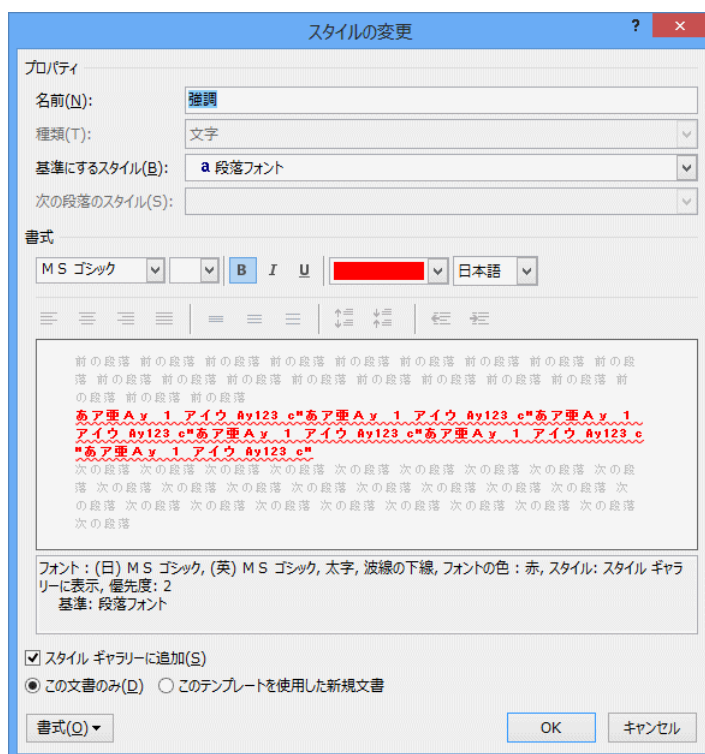 スタイルの変更
?
×
プロパティ
名前(N): 強調
種類(T): 文字
基準にするスタイル(B): a 段落フォント
次の段落のスタイル(S):
書式
ＭＳ ゴシック B I U 日本語
前の段落 前の段落 前の段落 前の段落 前の段落 前の段落 前の段落 前の段落 前の段
落 前の段落 前の段落 前の段落 前の段落 前の段落 前の段落 前の段落 前の段落 前
の段落 前の段落 前の段落
あア亜Ａｙ　１ アイウ Ay123 c"あア亜Ａｙ　１ アイウ Ay123 c"あア亜Ａｙ　１
アイウ Ay123 c"あア亜Ａｙ　１ アイウ Ay123 c"あア亜Ａｙ　１ アイウ Ay123 c
"あア亜Ａｙ　１ アイウ Ay123 c"
次の段落 次の段落 次の段落 次の段落 次の段落 次の段落 次の段落 次の段落 次の段
落 次の段落 次の段落 次の段落 次の段落 次の段落 次の段落 次の段落 次の段落 次
の段落 次の段落 次の段落 次の段落 次の段落 次の段落 次の段落 次の段落 次の段落
次の段落
フォント : (日) ＭＳ ゴシック, (英) ＭＳ ゴシック, 太字, 波線の下線, フォントの色 : 赤, スタイル: スタイル ギャラ
リーに表示, 優先度: 2
基準: 段落フォント
スタイル ギャラリーに追加(S)
この文書のみ(D) このテンプレートを使用した新規文書
書式(O) OK キャンセル